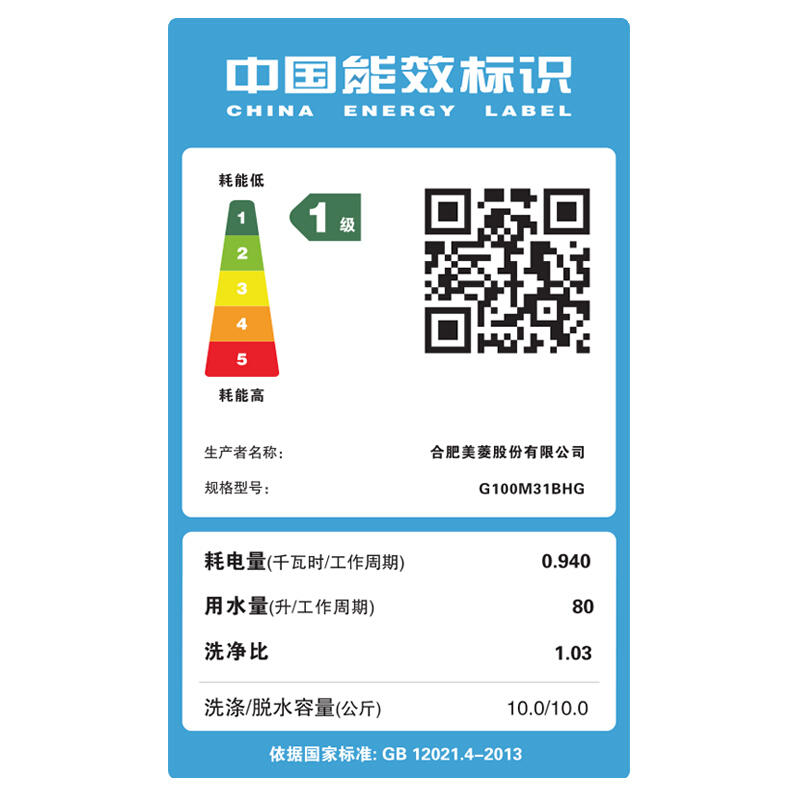 中国能效标识
CHINA ENERGY LABEL
耗能低
1
1级
2
3
4
5
耗能高
生产者名称: 合肥美菱股份有限公司
规格型号: G100M31BHG
耗电量(千瓦时/工作周期) 0.940
用水量(升/工作周期) 80
洗净比 1.03
洗涤/脱水容量(公斤) 10.0/10.0
依据国家标准: GB 12021.4-2013